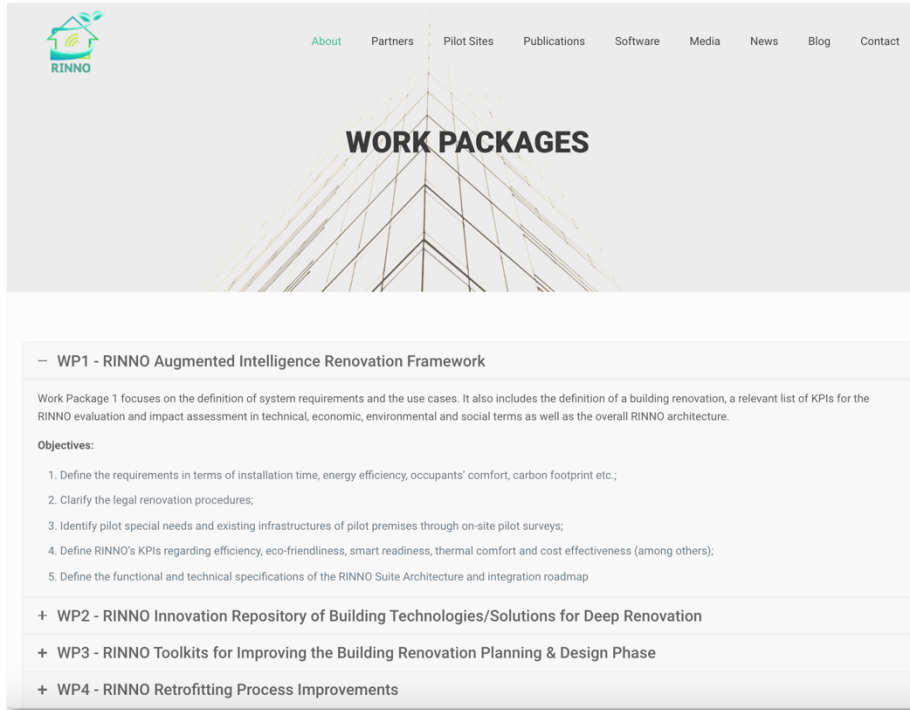 RINNO
About Partners Pilot Sites Publications Software Media News Blog Contact
WORK PACKAGES
− WP1 - RINNO Augmented Intelligence Renovation Framework
Work Package 1 focuses on the definition of system requirements and the use cases. It also includes the definition of a building renovation, a relevant list of KPIs for the
RINNO evaluation and impact assessment in technical, economic, environmental and social terms as well as the overall RINNO architecture.
Objectives:
1. Define the requirements in terms of installation time, energy efficiency, occupants’ comfort, carbon footprint etc.;
2. Clarify the legal renovation procedures;
3. Identify pilot special needs and existing infrastructures of pilot premises through on-site pilot surveys;
4. Define RINNO’s KPIs regarding efficiency, eco-friendliness, smart readiness, thermal comfort and cost effectiveness (among others);
5. Define the functional and technical specifications of the RINNO Suite Architecture and integration roadmap
+ WP2 - RINNO Innovation Repository of Building Technologies/Solutions for Deep Renovation
+ WP3 - RINNO Toolkits for Improving the Building Renovation Planning & Design Phase
+ WP4 - RINNO Retrofitting Process Improvements